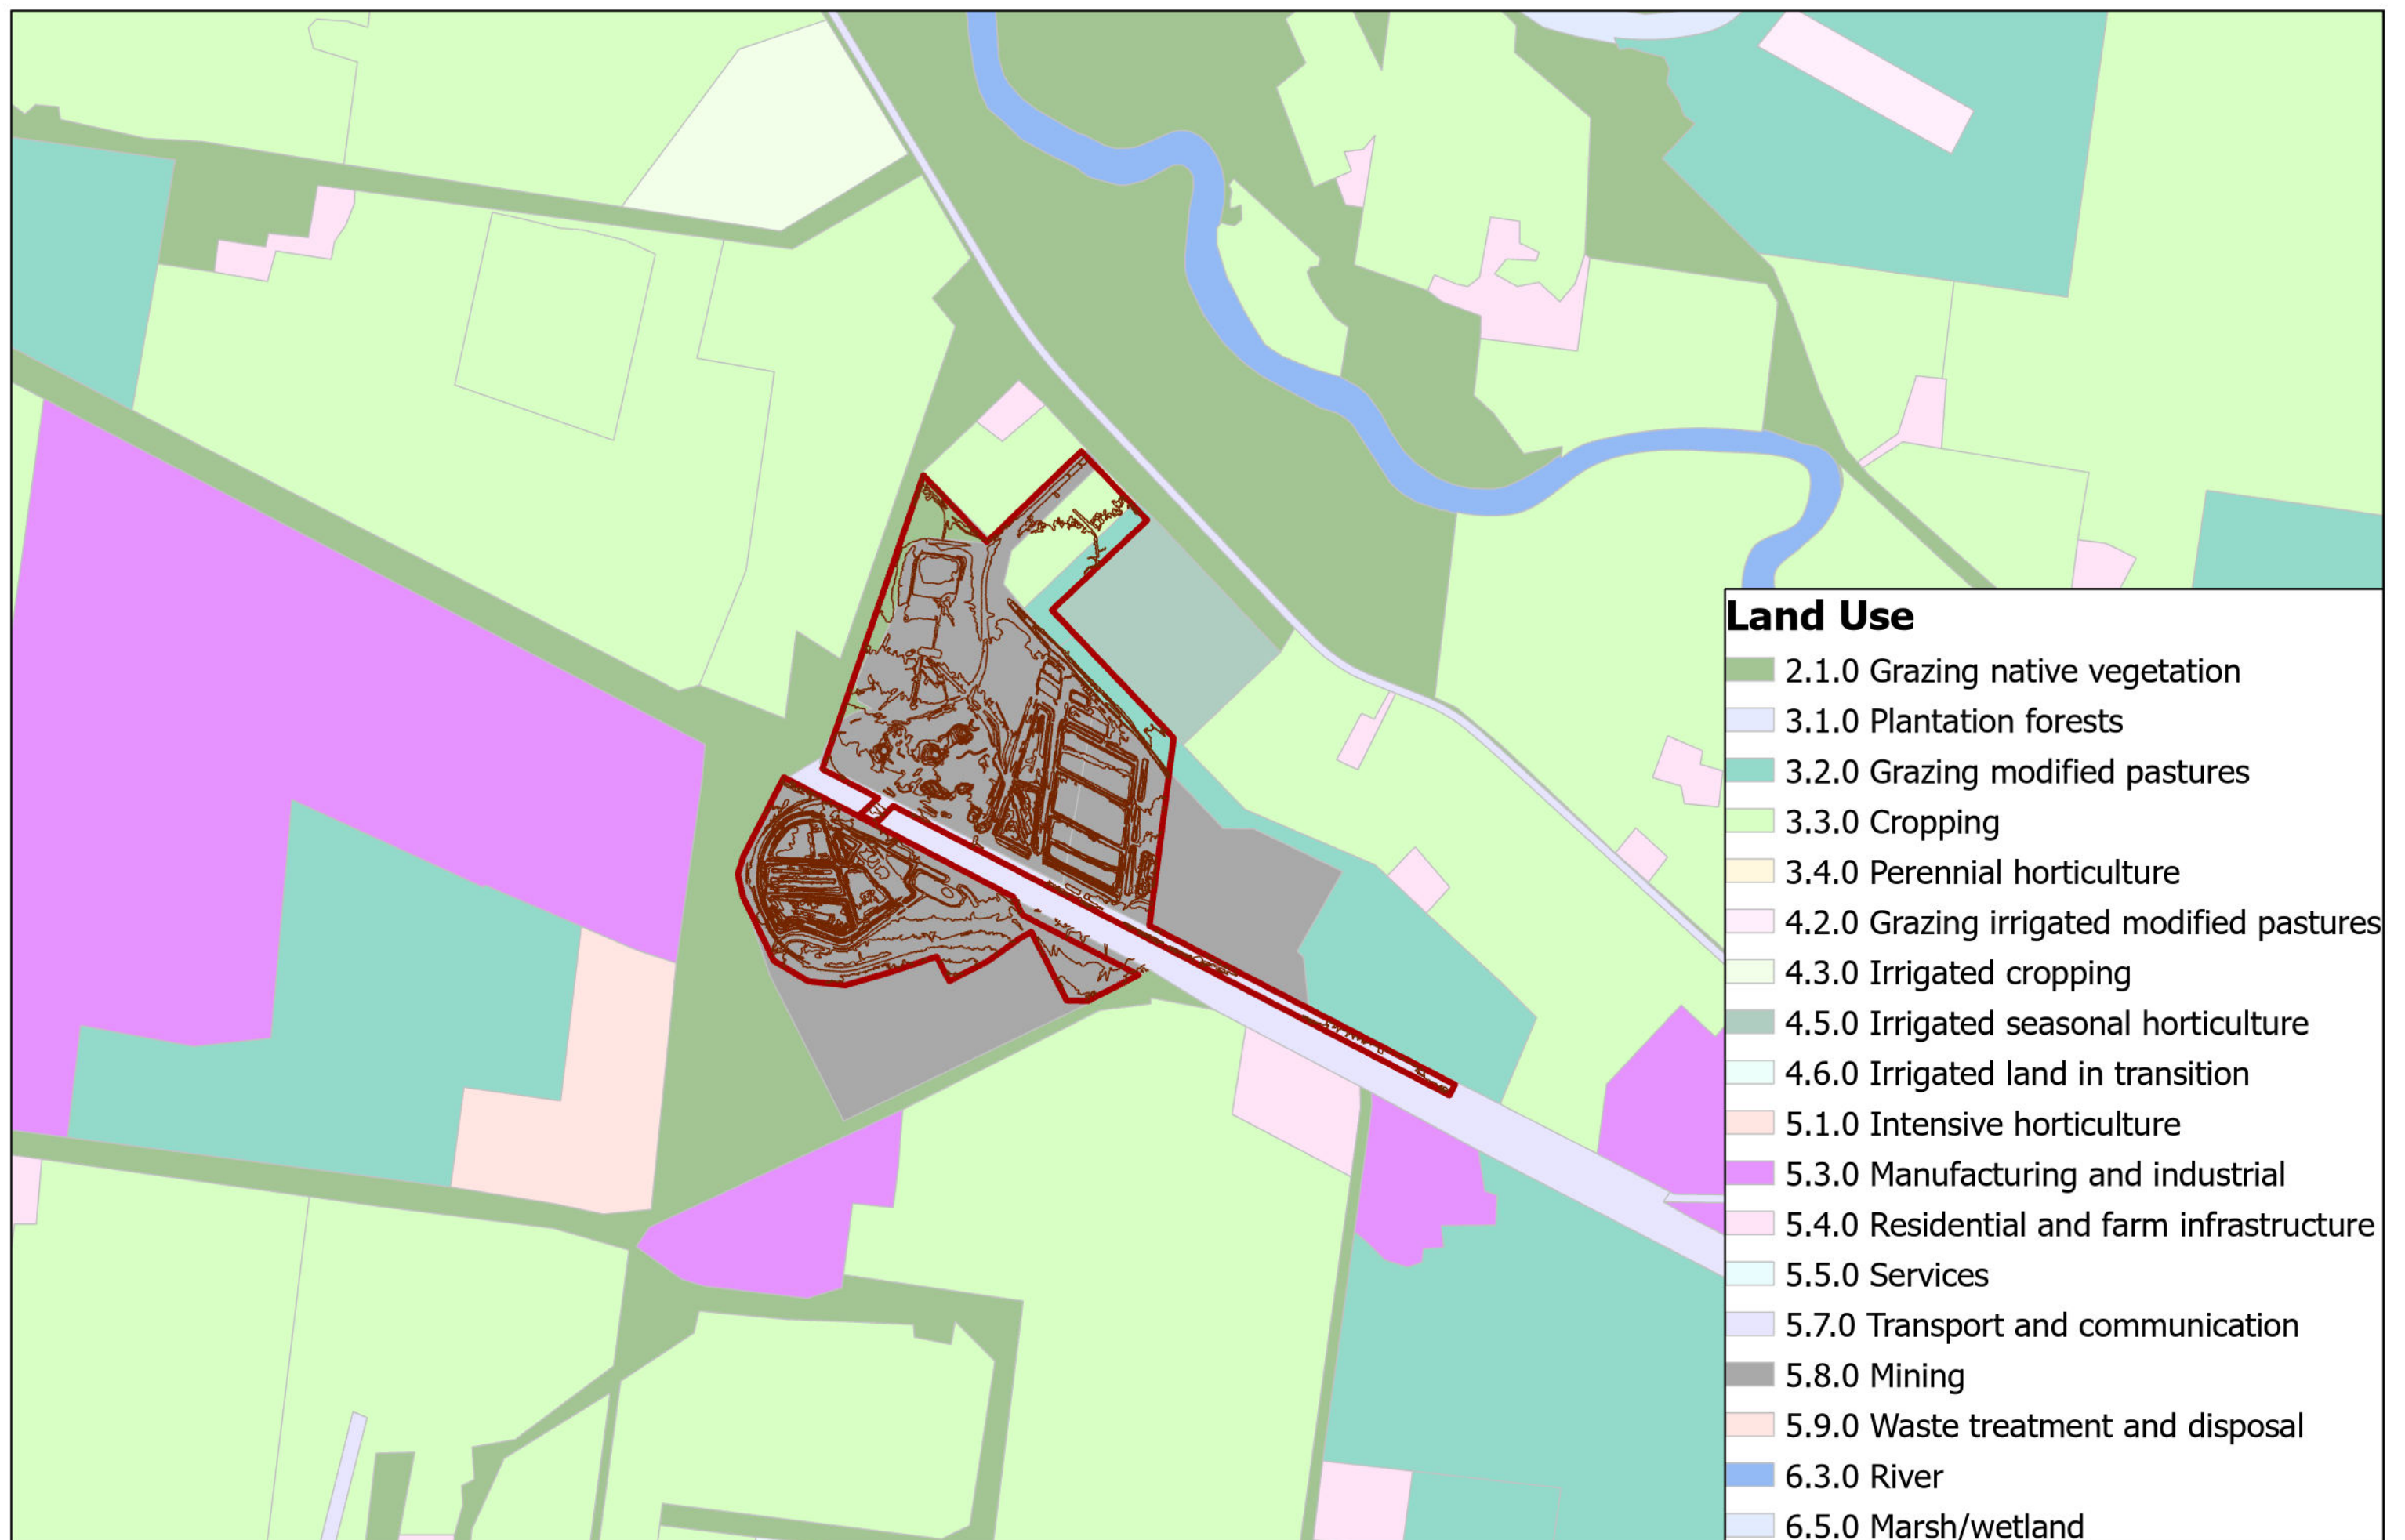 Land Use
2.1.0 Grazing native vegetation
3.1.0 Plantation forests
3.2.0 Grazing modified pastures
3.3.0 Cropping
3.4.0 Perennial horticulture
4.2.0 Grazing irrigated modified pastures
4.3.0 Irrigated cropping
4.5.0 Irrigated seasonal horticulture
4.6.0 Irrigated land in transition
5.1.0 Intensive horticulture
5.3.0 Manufacturing and industrial
5.4.0 Residential and farm infrastructure
5.5.0 Services
5.7.0 Transport and communication
5.8.0 Mining
5.9.0 Waste treatment and disposal
6.3.0 River
6.5.0 Marsh/wetland